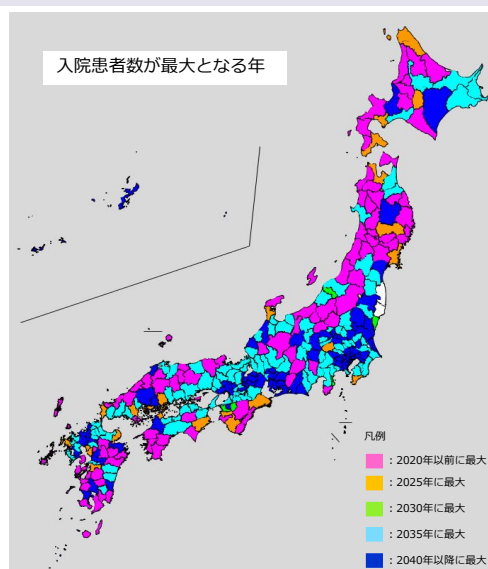 入院患者数が最大となる年
凡例
：2020年以前に最大
：2025年に最大
：2030年に最大
：2035年に最大
：2040年以降に最大